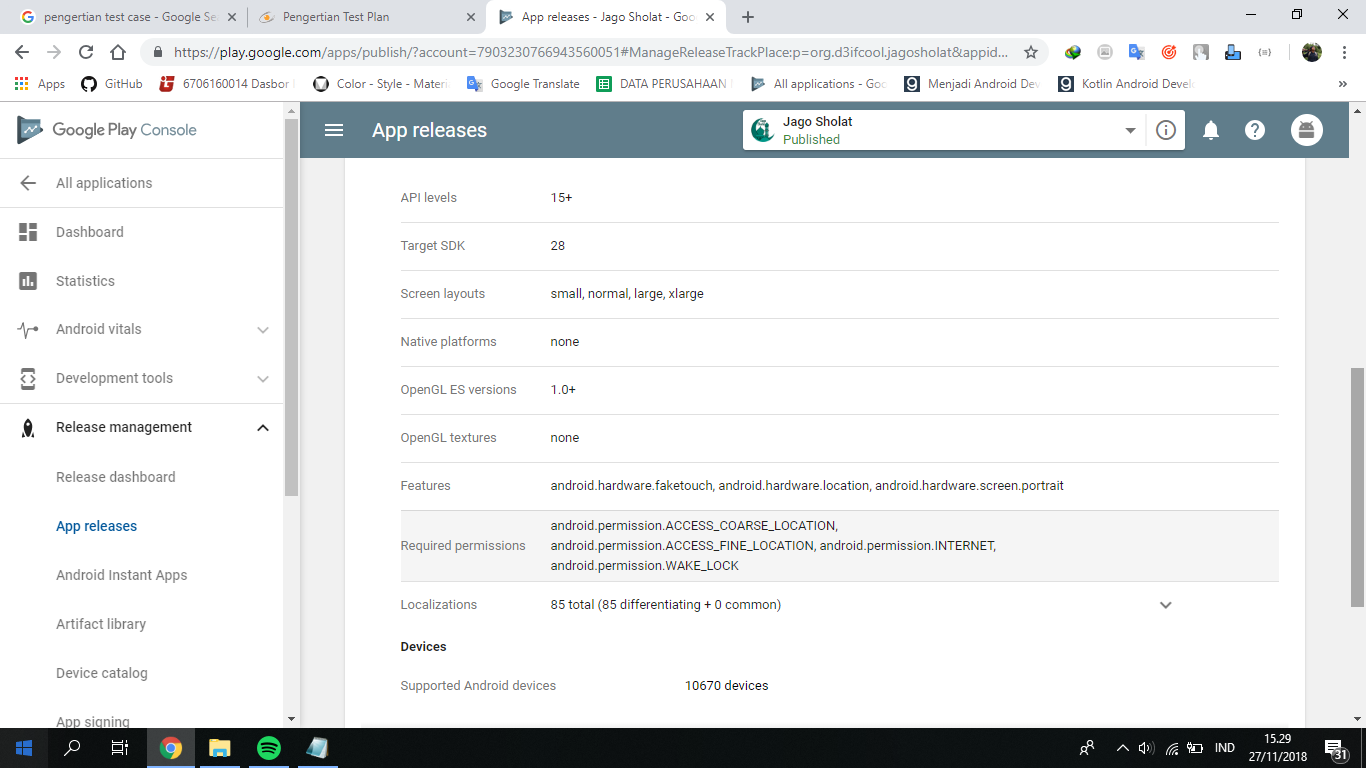 pengertian test case - Google Se
Pengertian Test Plan
App releases - Jago Sholat - Goo
https://play.google.com/apps/publish/?account=7903230766943560051#ManageReleaseTrackPlace:p=org.d3ifcool.jagosholat&appid...
Apps
GitHub
6706160014 Dasbor
Color - Style - Materi
Google Translate
DATA PERUSAHAAN
All applications - Goo
Menjadi Android Dev
Kotlin Android Devel
»
Google Play Console
App releases
Jago Sholat
Published
All applications
Dashboard
Statistics
Android vitals
Development tools
Release management
Release dashboard
App releases
Android Instant Apps
Artifact library
Device catalog
App signing
API levels 15+
Target SDK 28
Screen layouts small, normal, large, xlarge
Native platforms none
OpenGL ES versions 1.0+
OpenGL textures none
Features android.hardware.faketouch, android.hardware.location, android.hardware.screen.portrait
Required permissions android.permission.ACCESS_COARSE_LOCATION,
android.permission.ACCESS_FINE_LOCATION, android.permission.INTERNET,
android.permission.WAKE_LOCK
Localizations 85 total (85 differentiating + 0 common)
Devices
Supported Android devices 10670 devices
IND
15.29
27/11/2018
31